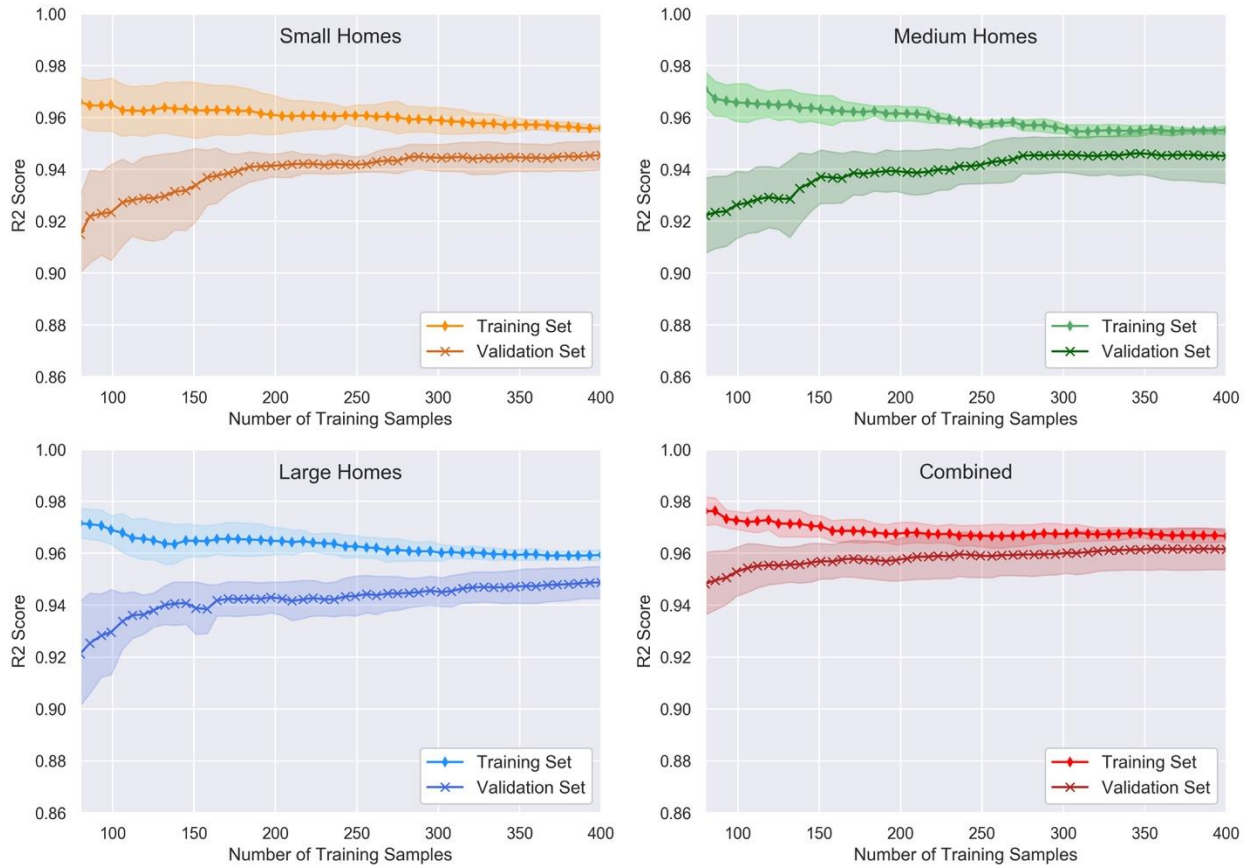 Small Homes
1.00
0.98
0.96
0.94
0.92
0.90
0.88
0.86
R2 Score
Training Set
Validation Set
100 150 200 250 300 350 400
Number of Training Samples
Medium Homes
1.00
0.98
0.96
0.94
0.92
0.90
0.88
0.86
R2 Score
Training Set
Validation Set
100 150 200 250 300 350 400
Number of Training Samples
Large Homes
1.00
0.98
0.96
0.94
0.92
0.90
0.88
0.86
R2 Score
Training Set
Validation Set
100 150 200 250 300 350 400
Number of Training Samples
Combined
1.00
0.98
0.96
0.94
0.92
0.90
0.88
0.86
R2 Score
Training Set
Validation Set
100 150 200 250 300 350 400
Number of Training Samples